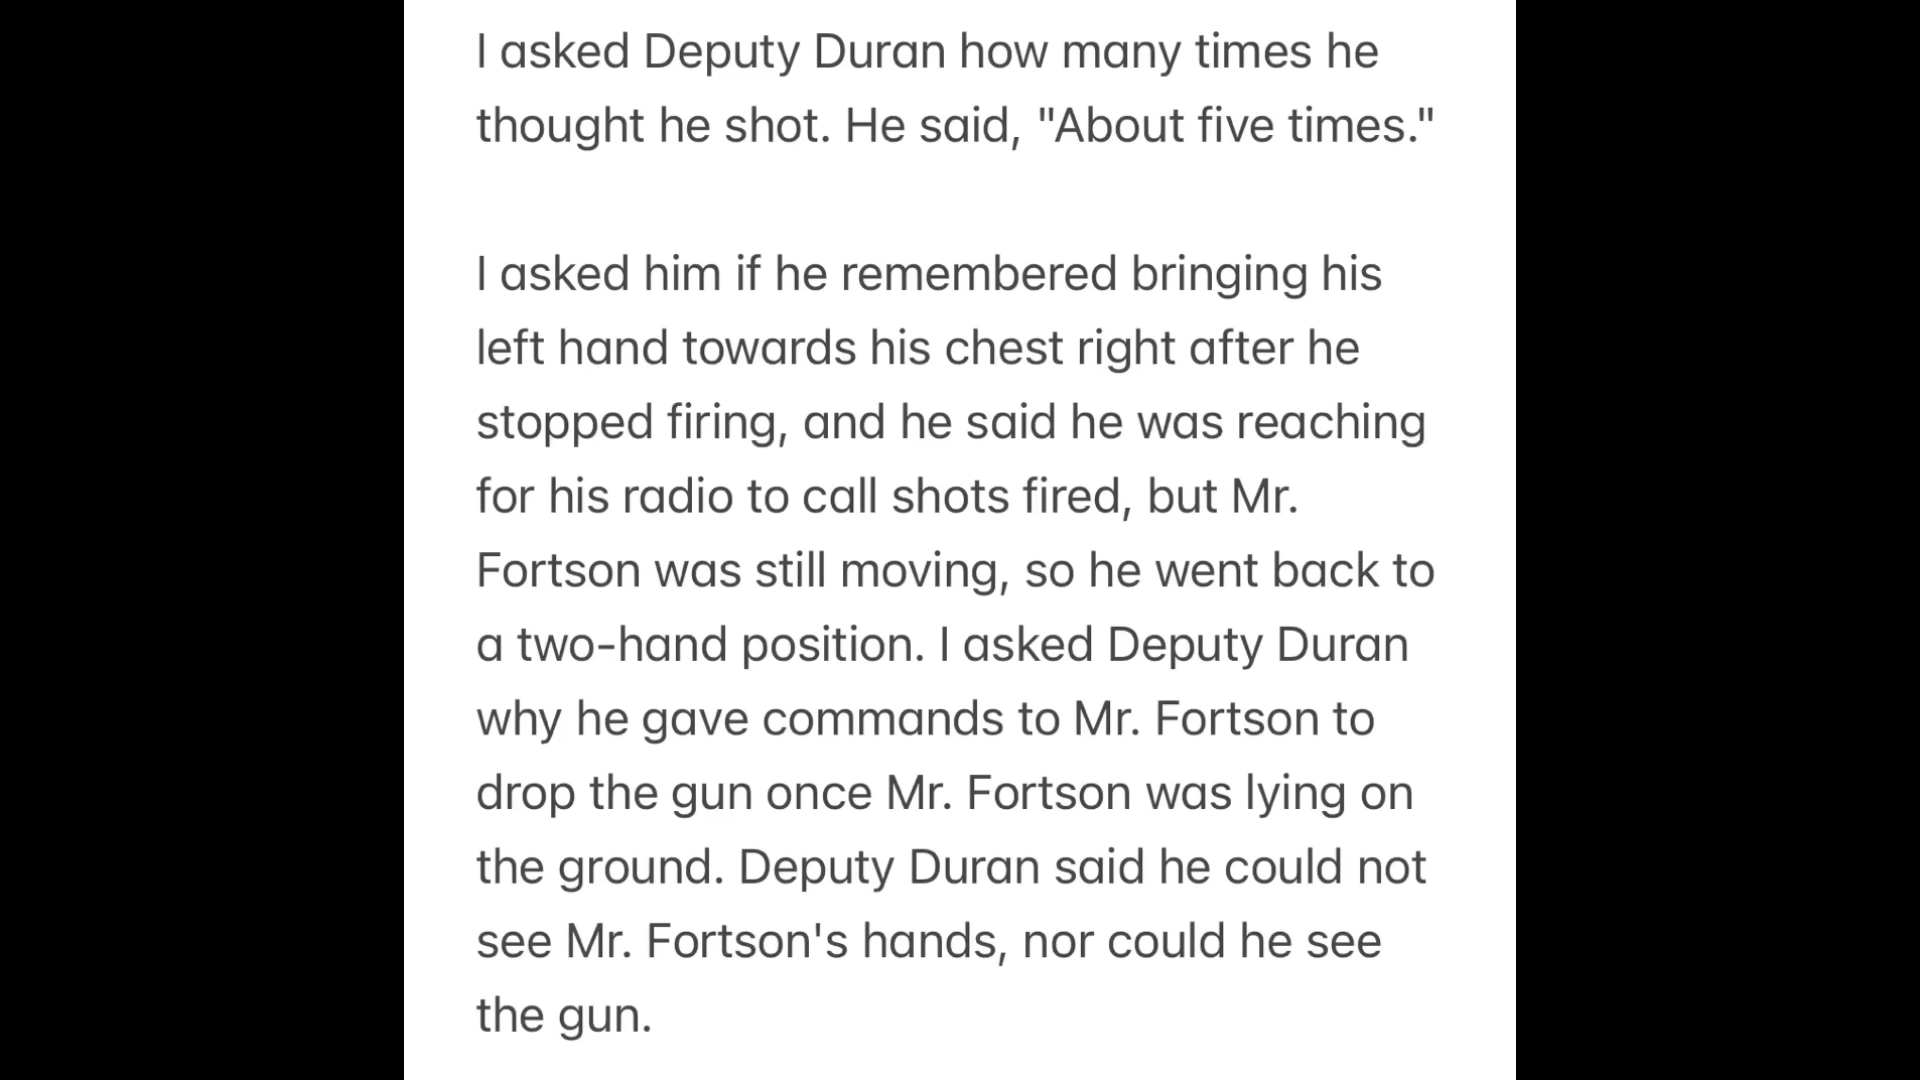 I asked Deputy Duran how many times he
thought he shot. He said, "About five times."
I asked him if he remembered bringing his
left hand towards his chest right after he
stopped firing, and he said he was reaching
for his radio to call shots fired, but Mr.
Fortson was still moving, so he went back to
a two-hand position. I asked Deputy Duran
why he gave commands to Mr. Fortson to
drop the gun once Mr. Fortson was lying on
the ground. Deputy Duran said he could not
see Mr. Fortson's hands, nor could he see
the gun.